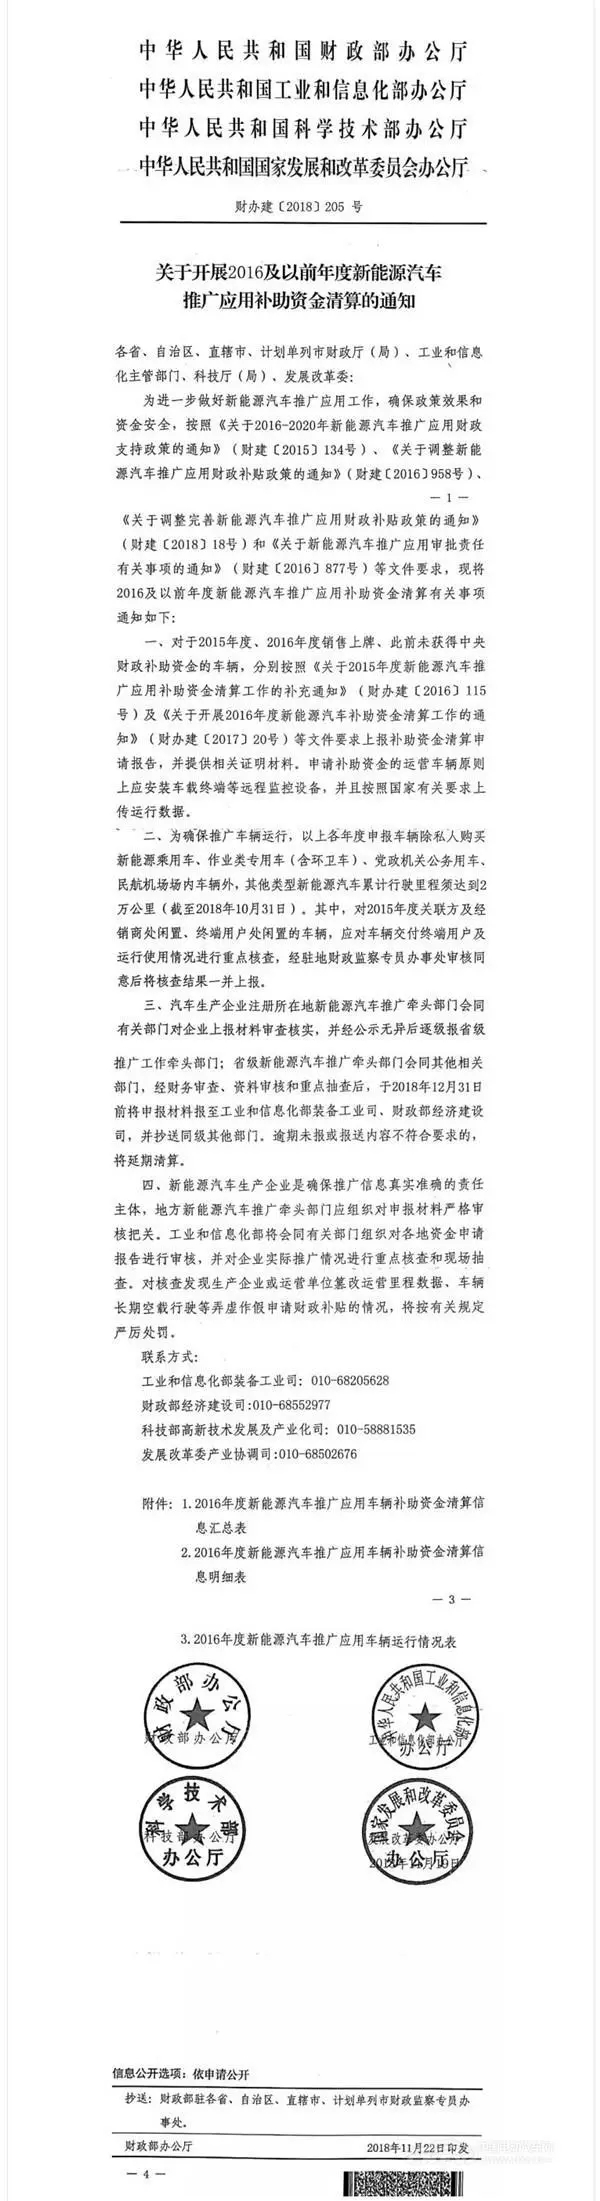 中华人民共和国财政部办公厅
中华人民共和国工业和信息化部办公厅
中华人民共和国科学技术部办公厅
中华人民共和国国家发展和改革委员会办公厅
财办建〔2018〕205 号
关于开展2016及以前年度新能源汽车
推广应用补助资金清算的通知
各省、自治区、直辖市、计划单列市财政厅（局）、工业和信息
化主管部门、科技厅（局）、发展改革委：
为进一步做好新能源汽车推广应用工作，确保政策效果和
资金安全，按照《关于2016-2020年新能源汽车推广应用财政
支持政策的通知》（财建〔2015〕134号）、《关于调整新能
源汽车推广应用财政补贴政策的通知》（财建〔2016〕958号）、
— 1 —
《关于调整完善新能源汽车推广应用财政补贴政策的通知》
（财建〔2018〕18号）和《关于新能源汽车推广应用审批责任
有关事项的通知》（财建〔2016〕877号）等文件要求，现将
2016及以前年度新能源汽车推广应用补助资金清算有关事项
通知如下：
一、对于2015年度、2016年度销售上牌、此前未获得中央
财政补助资金的车辆，分别按照《关于2015年度新能源汽车推
广应用补助资金清算工作的补充通知》（财办建〔2016〕115
号）及《关于开展2016年度新能源汽车补助资金清算工作的通
知》（财办建〔2017〕20号）等文件要求上报补助资金清算申
请报告，并提供相关证明材料。申请补助资金的运营车辆原则
上应安装车载终端等远程监控设备，并且按照国家有关要求上
传运行数据。
二、为确保推广车辆运行，以上各年度申报车辆除私人购买
新能源乘用车、作业类专用车（含环卫车）、党政机关公务用车、
民航机场场内车辆外，其他类型新能源汽车累计行驶里程须达到2
万公里（截至2018年10月31日）。其中，对2015年度关联方及经
销商处闲置、终端用户处闲置的车辆，应对车辆交付终端用户及
运行使用情况进行重点核查，经驻地财政监察专员办事处审核同
意后将核查结果一并上报。
三、汽车生产企业注册所在地新能源汽车推广牵头部门会同
有关部门对企业上报材料审查核实，并经公示无异后逐级报省级
推广工作牵头部门；省级新能源汽车推广牵头部门会同其他相关
部门，经财务审查、资料审核和重点抽查后，于2018年12月31日
前将申报材料报至工业和信息化部装备工业司、财政部经济建设
司，并抄送同级其他部门。逾期未报或报送内容不符合要求的，
将延期清算。
四、新能源汽车生产企业是确保推广信息真实准确的责任
主体，地方新能源汽车推广牵头部门应组织对申报材料严格审
核把关。工业和信息化部将会同有关部门组织对各地资金申请
报告进行审核，并对企业实际推广情况进行重点核查和现场抽
查。对核查发现生产企业或运营单位篡改运营里程数据、车辆
长期空载行驶等弄虚作假申请财政补贴的情况，将按有关规定
严厉处罚。
联系方式：
工业和信息化部装备工业司：010-68205628
财政部经济建设司:010-68552977
科技部高新技术发展及产业化司：010-58881535
发展改革委产业协调司:010-68502676
附件：1.2016年度新能源汽车推广应用车辆补助资金清算信
息汇总表
2.2016年度新能源汽车推广应用车辆补助资金清算信
息明细表
— 3 —
3.2016年度新能源汽车推广应用车辆运行情况表
财政部办公厅
中华人民共和国工业和信息化部
办公厅
财政部办公厅
工业和信息化部办公厅
科学技术部
办公厅
国家发展和改革委员会
办公厅
科技部办公厅
发展改革委办公厅
2018年11月19日
信息公开选项：依申请公开
抄送：财政部驻各省、自治区、直辖市、计划单列市财政监察专员办
事处。
财政部办公厅 2018年11月22日印发
— 4 —